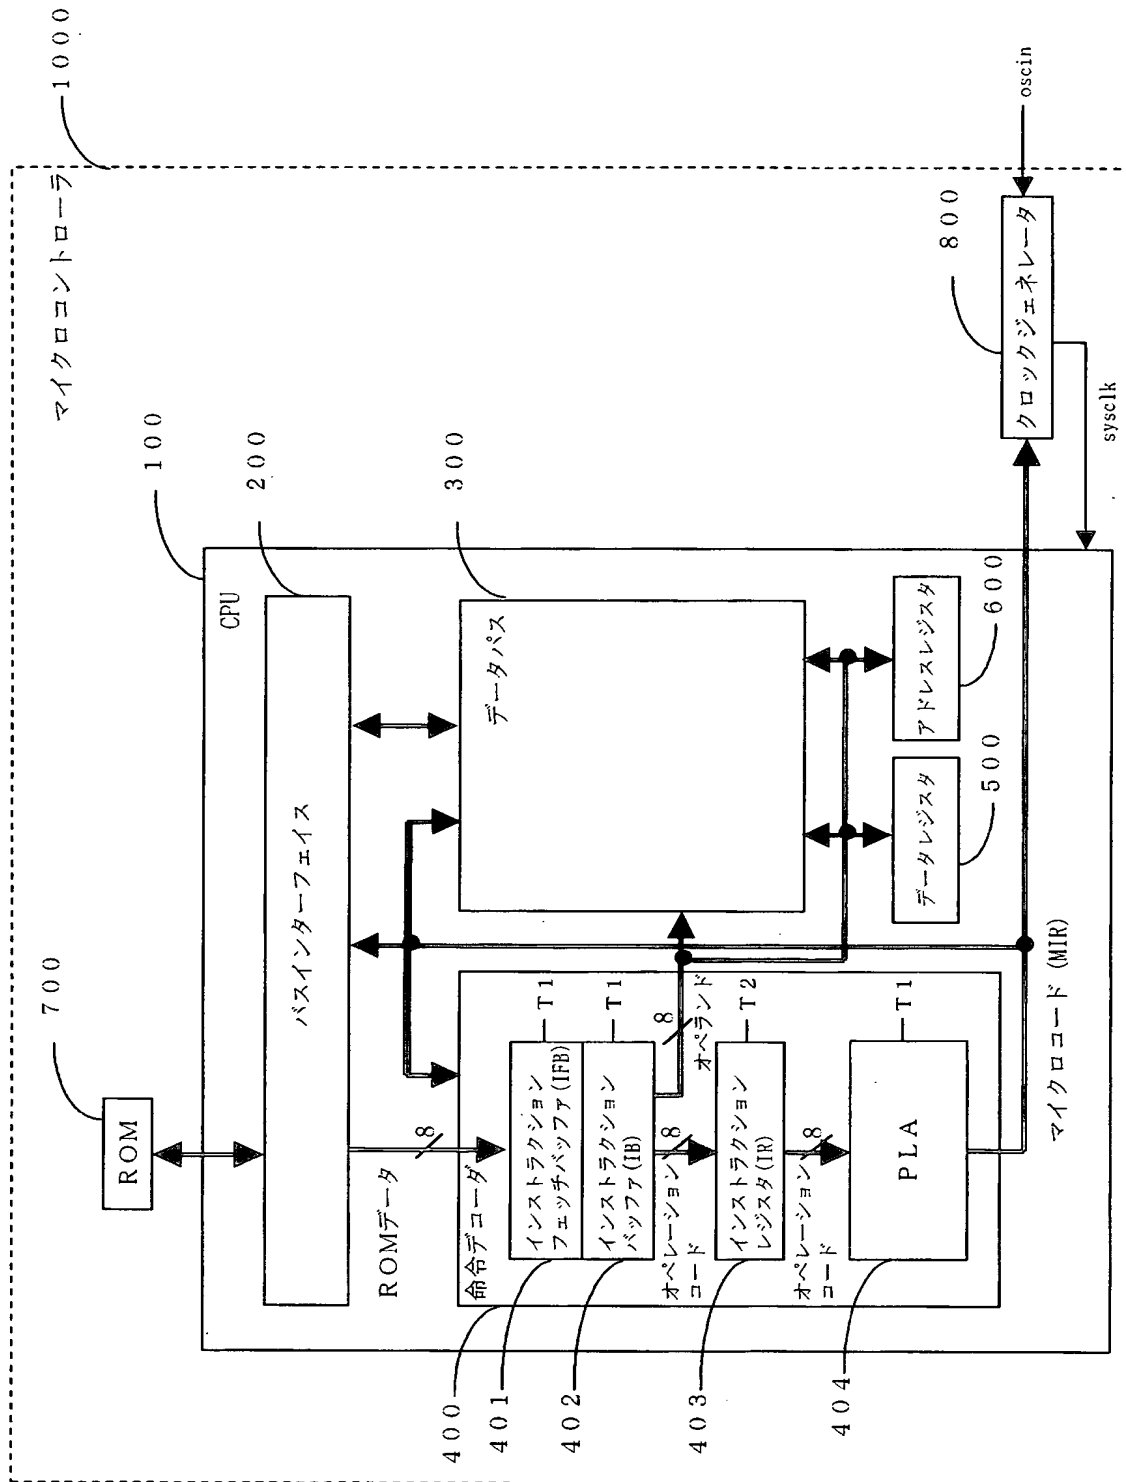 1000
マイクロコントローラ
700
ROM
100
CPU
200
バスインターフェイス
ROMデータ
8
300
データパス
400
命令デコーダ
401
インストラクション
フェッチバッファ(IFB)
T1
402
インストラクション
バッファ(IB)
T1
8
オペランド
オペレーション
コード
8
403
インストラクション
レジスタ(IR)
T2
オペレーション
コード
8
404
PLA
T1
データレジスタ
500
アドレスレジスタ
600
マイクロコード(MIR)
800
クロックジェネレータ
oscin
sysclk